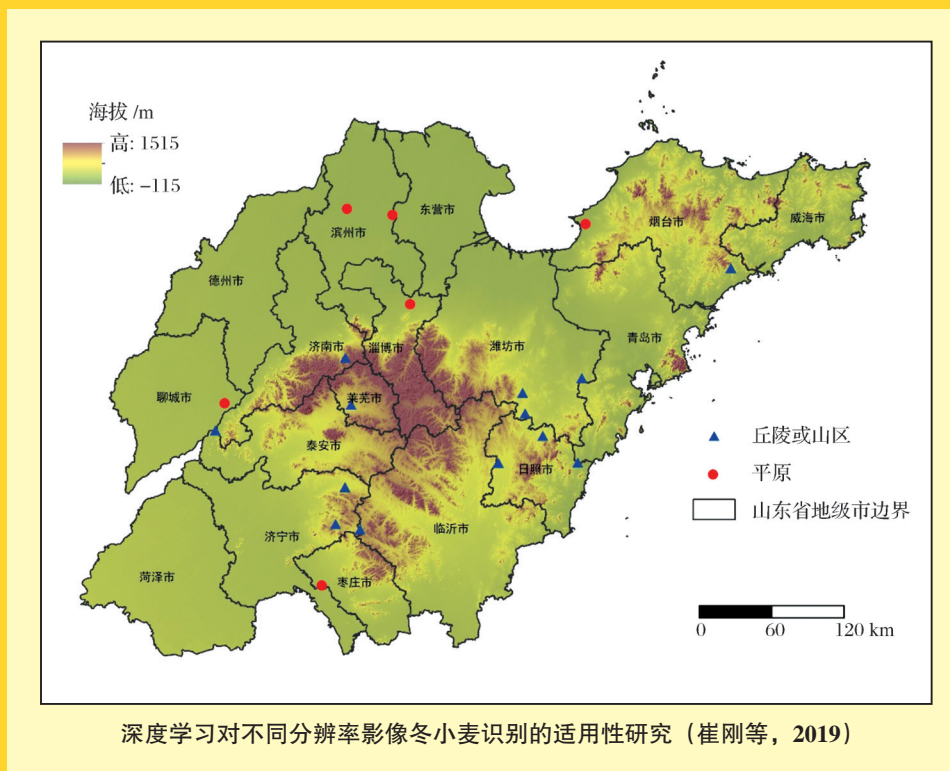 海拔 /m
高: 1515
低: −115
东营市
滨州市
烟台市
威海市
德州市
青岛市
济南市
淄博市
潍坊市
聊城市
莱芜市
泰安市
日照市
济宁市
临沂市
菏泽市
枣庄市
丘陵或山区
平原
山东省地级市边界
0 60 120 km
深度学习对不同分辨率影像冬小麦识别的适用性研究（崔刚等，2019）